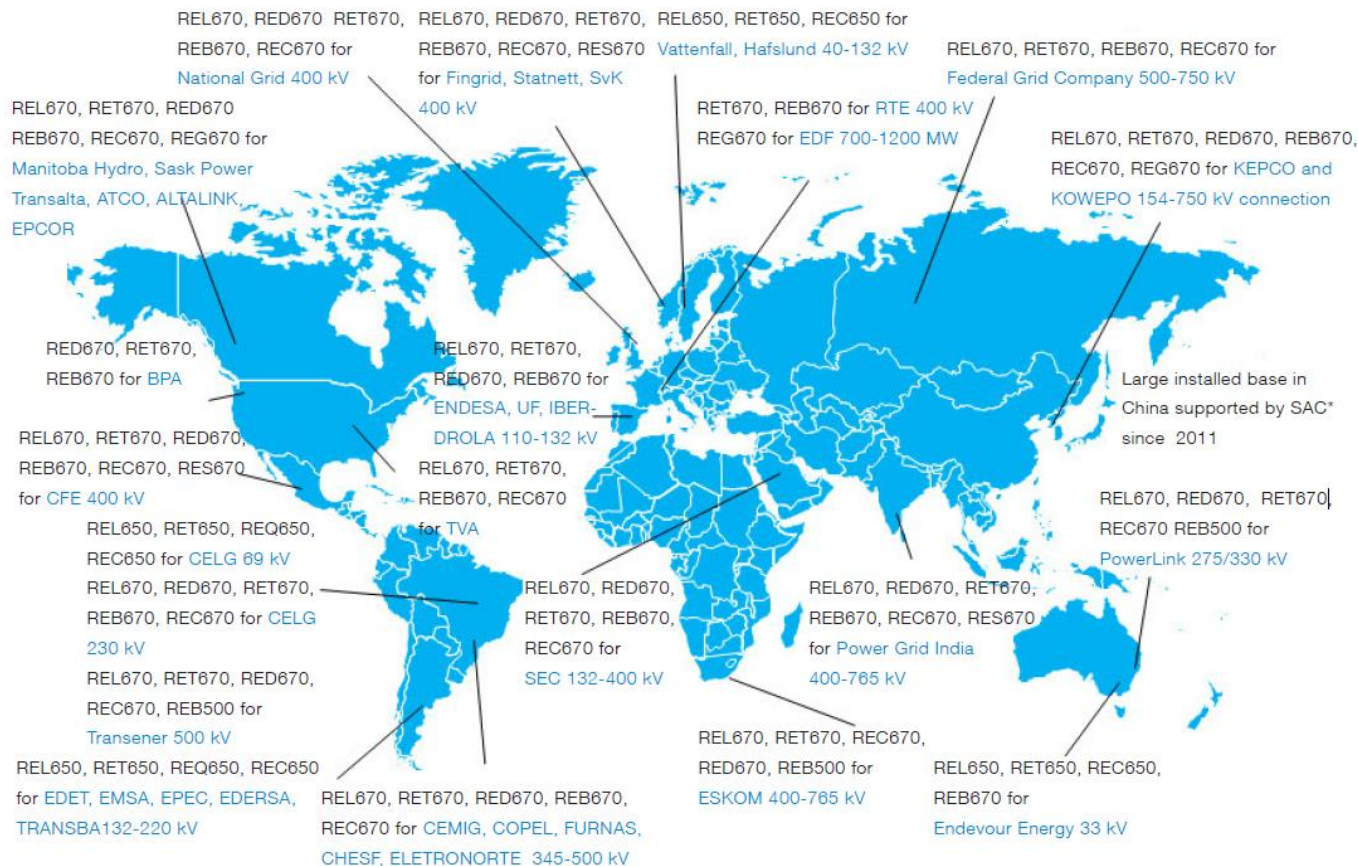 REL670, RED670 RET670,
REB670, REC670 for
National Grid 400 kV
REL670, RED670, RET670,
REB670, REC670, RES670
for Fingrid, Statnett, SvK
400 kV
REL650, RET650, REC650 for
Vattenfall, Hafslund 40-132 kV
REL670, RET670, REB670, REC670 for
Federal Grid Company 500-750 kV
REL670, RET670, RED670
REB670, REC670, REG670 for
Manitoba Hydro, Sask Power
Transalta, ATCO, ALTALINK,
EPCOR
RET670, REB670 for RTE 400 kV
REG670 for EDF 700-1200 MW
REL670, RET670, RED670, REB670,
REC670, REG670 for KEPCO and
KOWEPO 154-750 kV connection
RED670, RET670,
REB670 for BPA
REL670, RET670,
RED670, REB670 for
ENDESA, UF, IBER-
DROLA 110-132 kV
Large installed base in
China supported by SAC*
since 2011
REL670, RET670, RED670,
REB670, REC670, RES670
for CFE 400 kV
REL670, RET670,
REB670, REC670
for TVA
REL670, RED670, RET670,
REC670 REB500 for
PowerLink 275/330 kV
REL650, RET650, REQ650,
REC650 for CELG 69 kV
REL670, RED670, RET670,
REB670, REC670 for CELG
230 kV
REL670, RED670,
RET670, REB670,
REC670 for
SEC 132-400 kV
REL670, RED670, RET670,
REB670, REC670, RES670
for Power Grid India
400-765 kV
REL670, RET670, RED670,
REC670, REB500 for
Transener 500 kV
REL650, RET650, REQ650, REC650
for EDET, EMSA, EPEC, EDERSA,
TRANSBA132-220 kV
REL670, RET670, RED670, REB670,
REC670 for CEMIG, COPEL, FURNAS,
CHESF, ELETRONORTE 345-500 kV
REL670, RET670, REC670,
RED670, REB500 for
ESKOM 400-765 kV
REL650, RET650, REC650,
REB670 for
Endevour Energy 33 kV